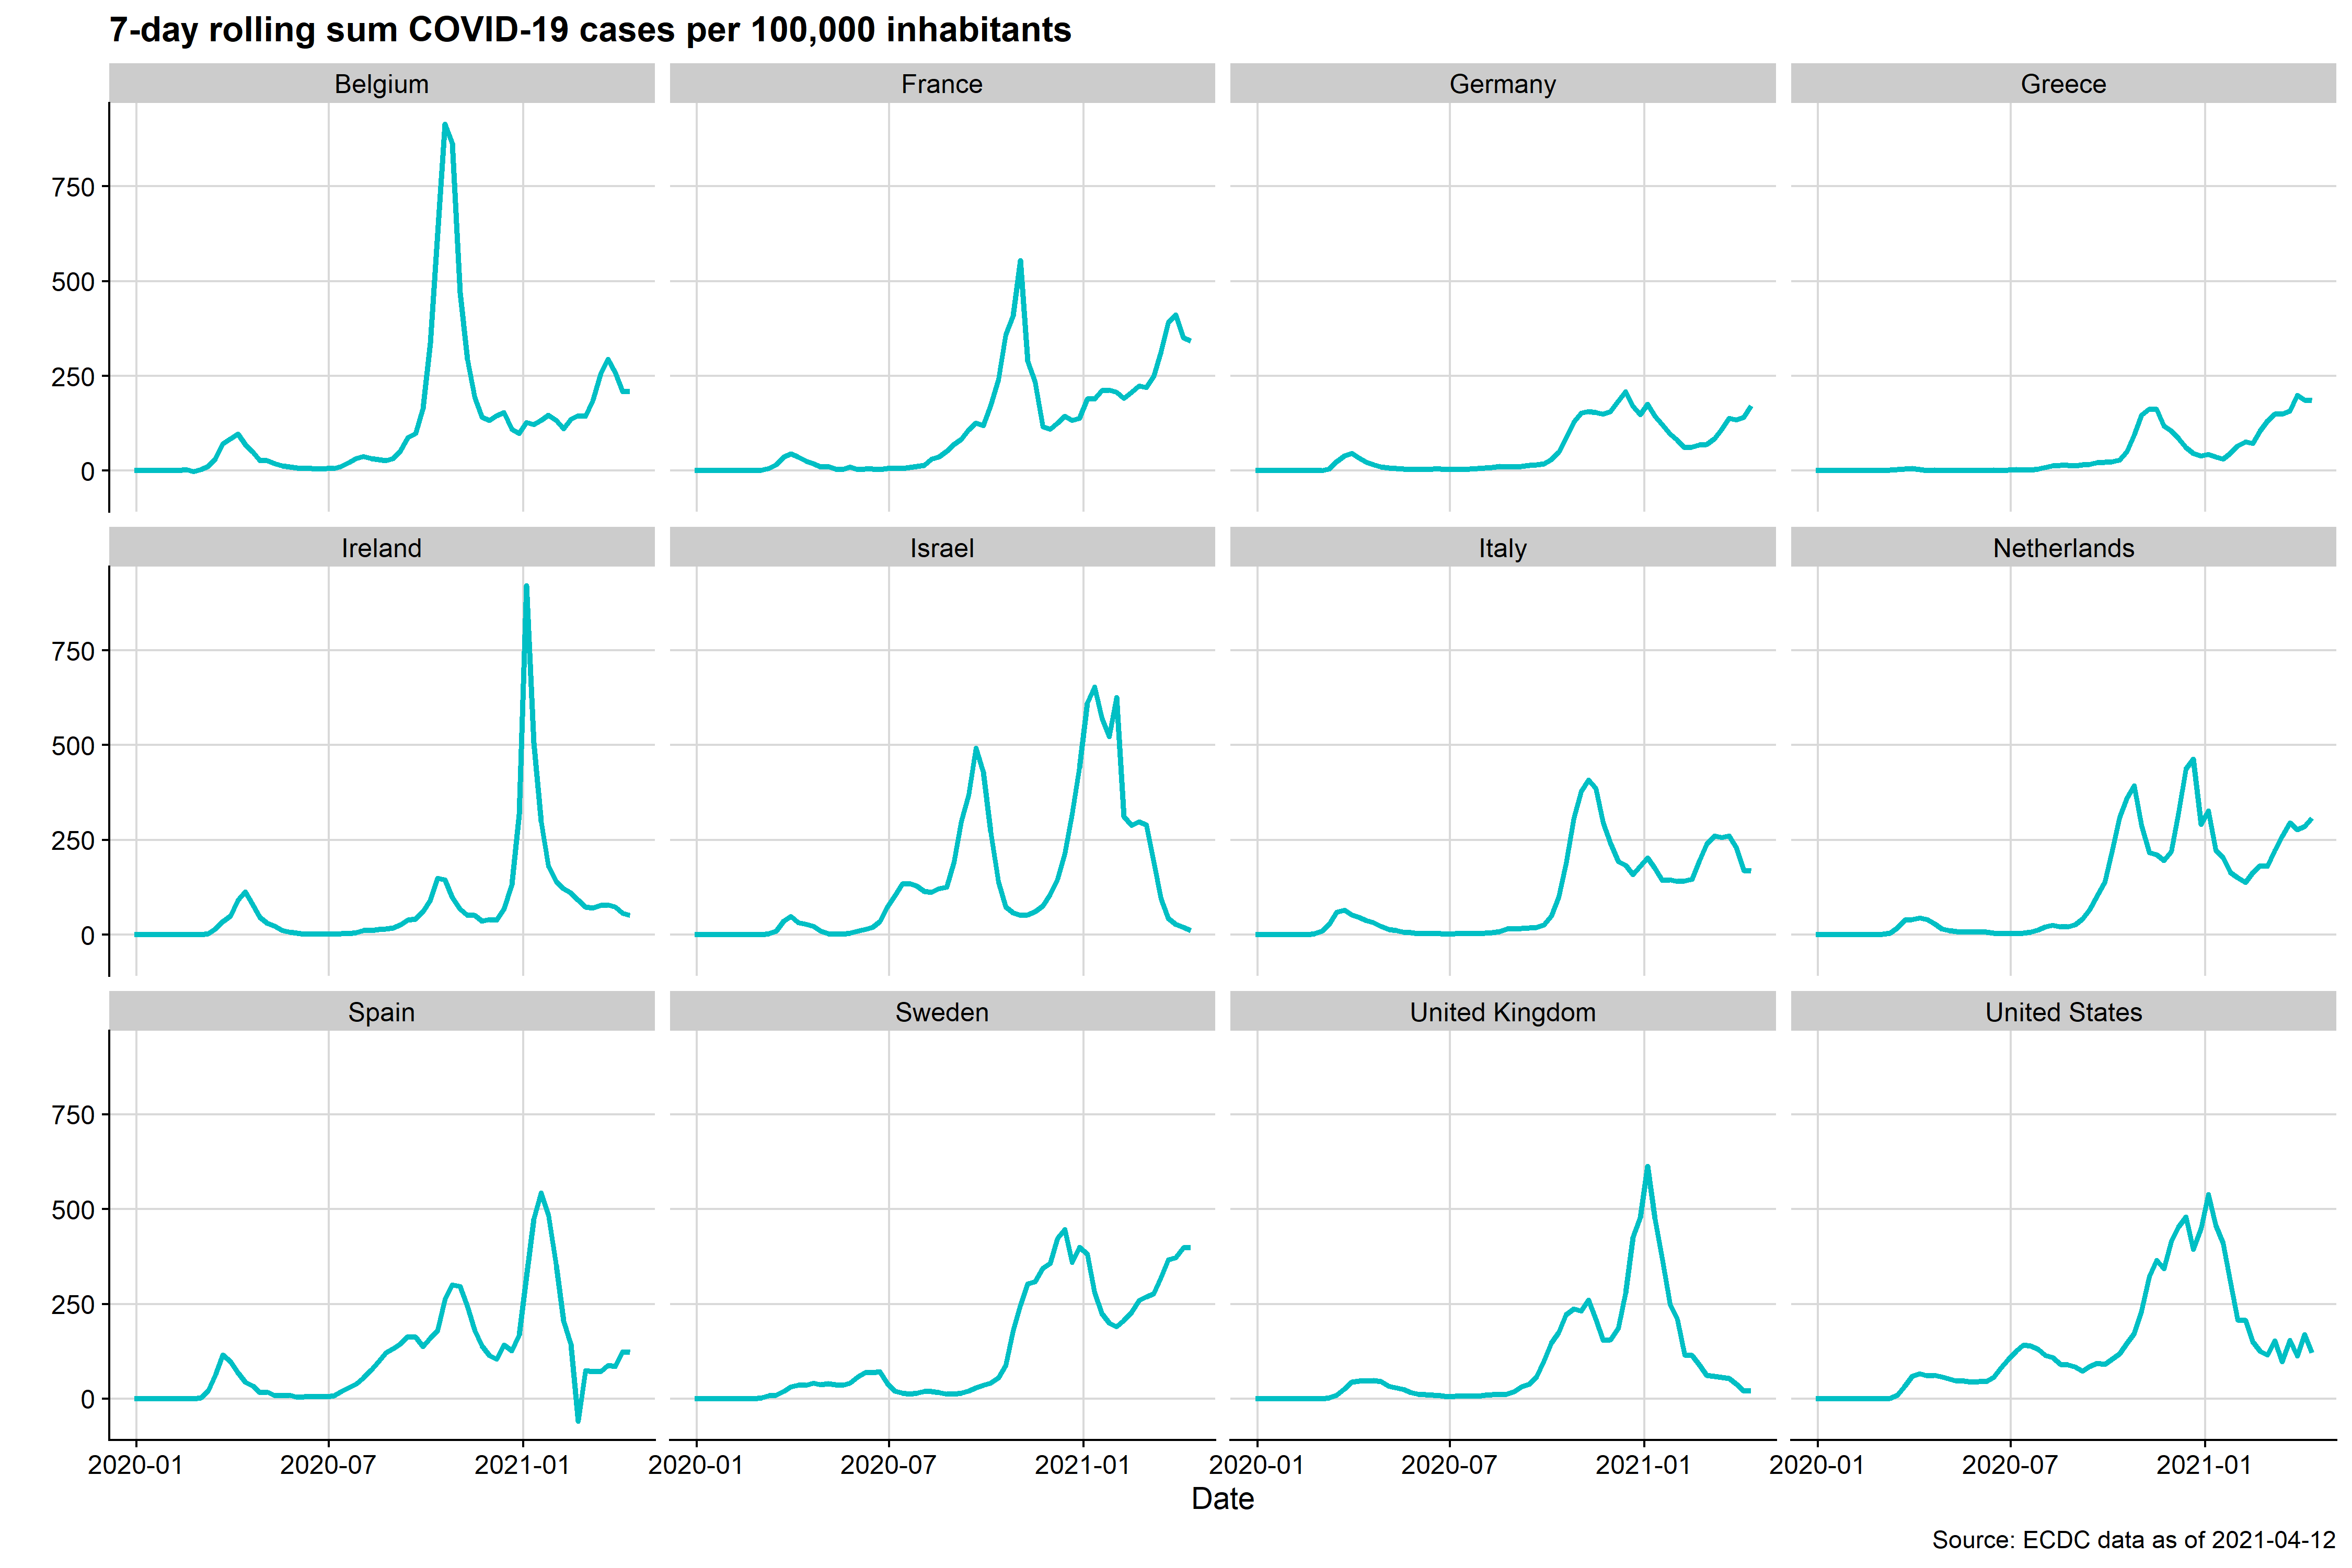 7-day rolling sum COVID-19 cases per 100,000 inhabitants
Belgium France Germany Greece
750
500
250
0
Ireland Israel Italy Netherlands
750
500
250
0
Spain Sweden United Kingdom United States
750
500
250
0
2020-01 2020-07 2021-01 2020-01 2020-07 2021-01 2020-01 2020-07 2021-01 2020-01 2020-07 2021-01
Date
Source: ECDC data as of 2021-04-12